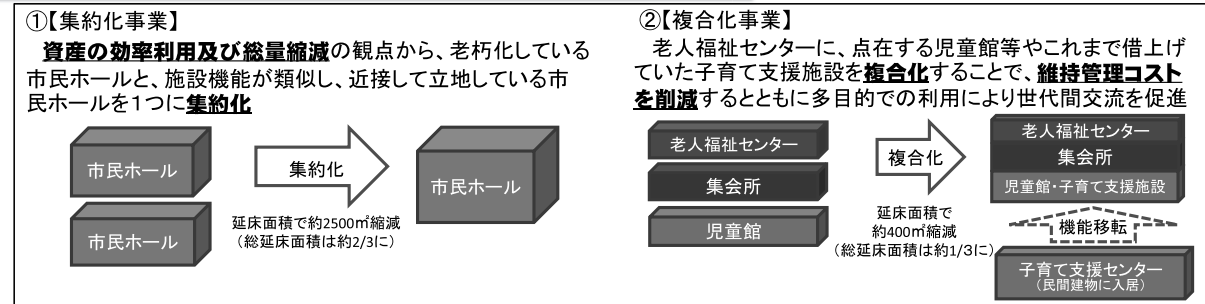 ①【集約化事業】
資産の効率利用及び総量縮減の観点から、老朽化している
市民ホールと、施設機能が類似し、近接して立地している市
民ホールを1つに集約化
市民ホール
市民ホール
集約化
延床面積で約2500㎡縮減
(総延床面積は約2/3に)
市民ホール
②【複合化事業】
老人福祉センターに、点在する児童館等やこれまで借上げ
ていた子育て支援施設を複合化することで、維持管理コスト
を削減するとともに多目的での利用により世代間交流を促進
老人福祉センター
集会所
児童館
複合化
延床面積で
約400㎡縮減
(総延床面積は約1/3に)
老人福祉センター
集会所
児童館・子育て支援施設
機能移転
子育て支援センター
(民間建物に入居)